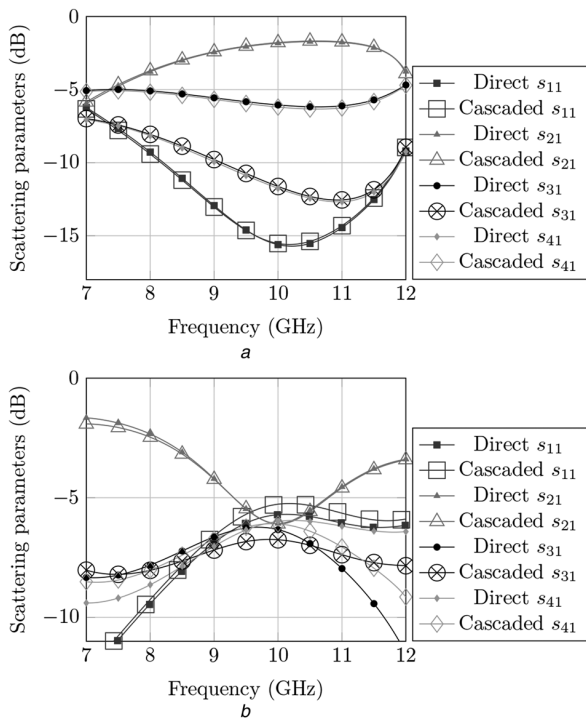 0
−5
−10
−15
Scattering parameters (dB)
7 8 9 10 11 12
Frequency (GHz)
Direct s11
Cascaded s11
Direct s21
Cascaded s21
Direct s31
Cascaded s31
Direct s41
Cascaded s41
a
0
−5
−10
Scattering parameters (dB)
7 8 9 10 11 12
Frequency (GHz)
Direct s11
Cascaded s11
Direct s21
Cascaded s21
Direct s31
Cascaded s31
Direct s41
Cascaded s41
b